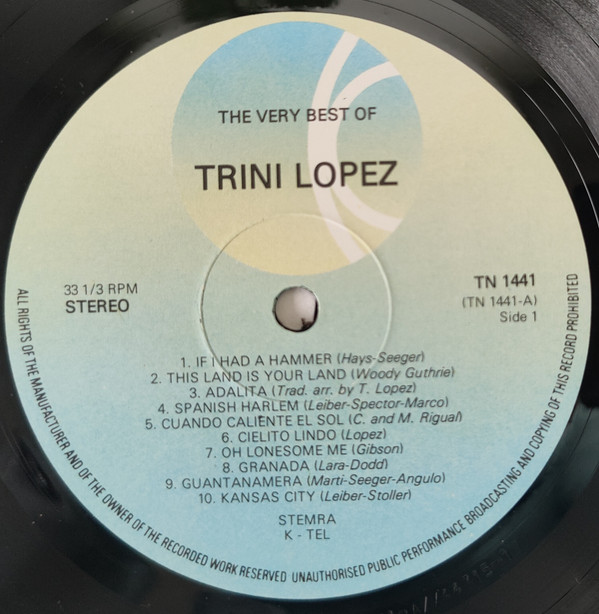 THE VERY BEST OF
TRINI LOPEZ
33 1/3 RPM
STEREO
TN 1441
(TN 1441-A)
Side 1
1. IF I HAD A HAMMER (Hays-Seeger)
2. THIS LAND IS YOUR LAND (Woody Guthrie)
3. ADALITA (Trad. arr. by T. Lopez)
4. SPANISH HARLEM (Leiber-Spector-Marco)
5. CUANDO CALIENTE EL SOL (C. and M. Rigual)
6. CIELITO LINDO (Lopez)
7. OH LONESOME ME (Gibson)
8. GRANADA (Lara-Dodd)
9. GUANTANAMERA (Marti-Seeger-Angulo)
10. KANSAS CITY (Leiber-Stoller)
STEMRA
K - TEL
ALL RIGHTS OF THE MANUFACTURER AND OF THE OWNER OF THE RECORDED WORK RESERVED UNAUTHORISED PUBLIC PERFORMANCE BROADCASTING AND COPYING OF THIS RECORD PROHIBITED